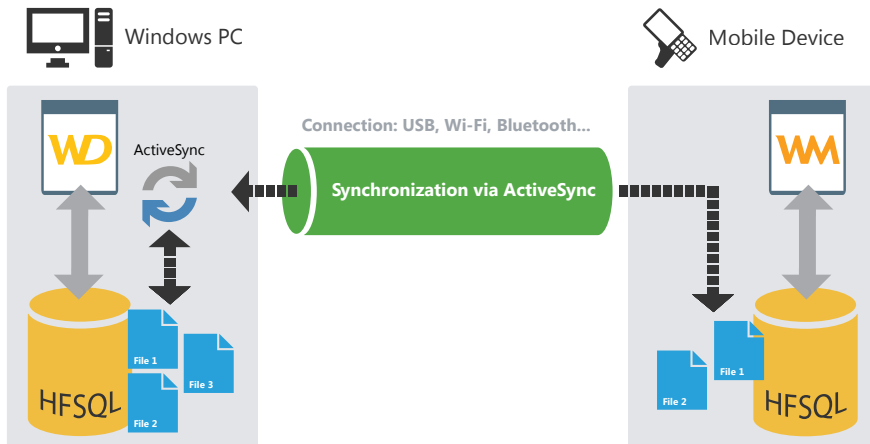 Windows PC
Mobile Device
Connection: USB, Wi-Fi, Bluetooth...
WD
ActiveSync
Synchronization via ActiveSync
WM
File 1
File 3
File 2
HFSQL
File 1
File 2
HFSQL